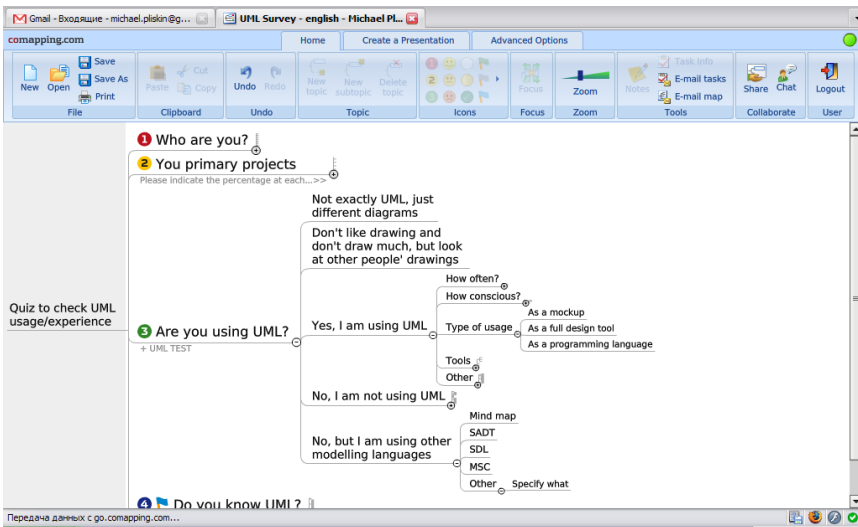 Gmail - Входящие - michael.pliskin@g...
UML Survey - english - Michael Pl...
comapping.com
Home
Create a Presentation
Advanced Options
New
Open
Save
Save As
Print
File
Paste
Cut
Copy
Clipboard
Undo
Redo
Undo
New topic
New subtopic
Delete topic
Topic
1
2
3
Icons
Focus
Focus
Zoom
Zoom
Notes
Task info
E-mail tasks
E-mail map
Tools
Share
Chat
Collaborate
Logout
User
Quiz to check UML
usage/experience
1 Who are you?
2 You primary projects
Please indicate the percentage at each...>>
3 Are you using UML?
+ UML TEST
Not exactly UML, just
different diagrams
Don't like drawing and
don't draw much, but look
at other people' drawings
Yes, I am using UML
How often?
How conscious?
Type of usage
As a mockup
As a full design tool
As a programming language
Tools
Other
No, I am not using UML
No, but I am using other
modelling languages
Mind map
SADT
SDL
MSC
Other
Specify what
4 Do you know UML?
Передача данных с go.comapping.com...